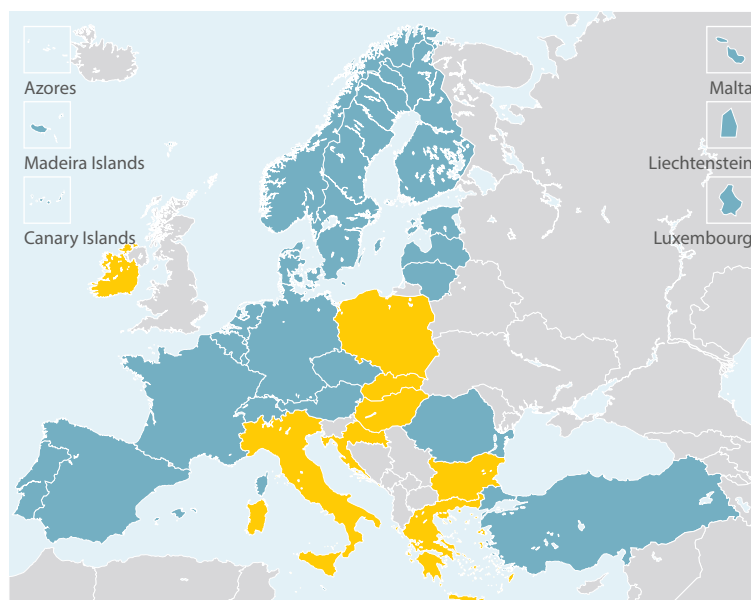 Azores
Madeira Islands
Canary Islands
Malta
Liechtenstein
Luxembourg